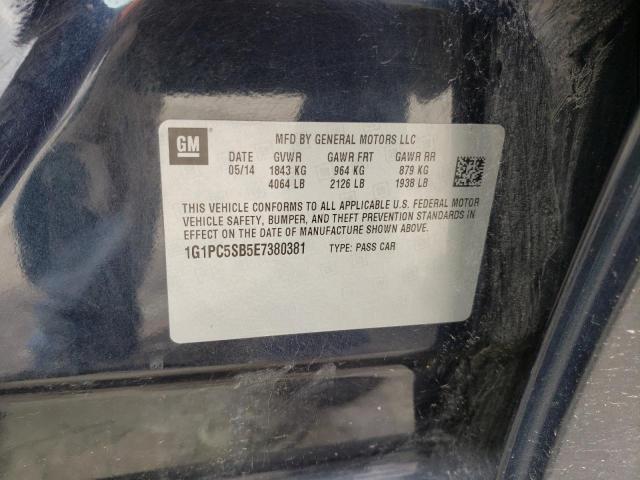 GM
MFD BY GENERAL MOTORS LLC
DATE GVWR GAWR FRT GAWR RR
05/14 1843 KG 964 KG 879 KG
4064 LB 2126 LB 1938 LB
THIS VEHICLE CONFORMS TO ALL APPLICABLE U.S. FEDERAL MOTOR
VEHICLE SAFETY, BUMPER, AND THEFT PREVENTION STANDARDS IN
EFFECT ON THE DATE OF MANUFACTURE SHOWN ABOVE.
1G1PC5SB5E7380381 TYPE: PASS CAR